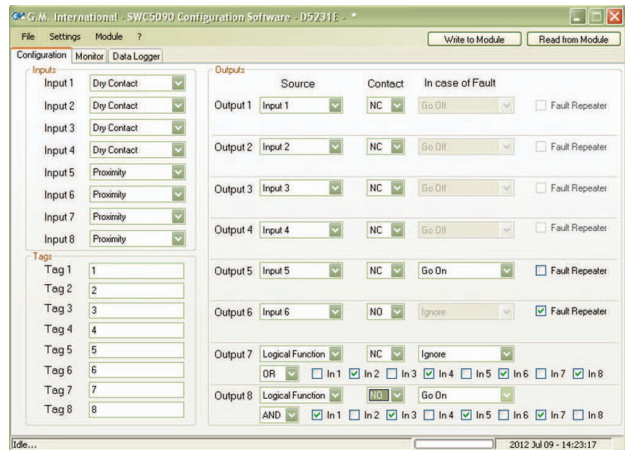 G.M. International - SWC5090 Configuration Software - D5231E - *
File Settings Module ?
Write to Module Read from Module
Configuration Monitor Data Logger
Inputs
Input 1 Dry Contact
Input 2 Dry Contact
Input 3 Dry Contact
Input 4 Dry Contact
Input 5 Proximity
Input 6 Proximity
Input 7 Proximity
Input 8 Proximity
Tags
Tag 1 1
Tag 2 2
Tag 3 3
Tag 4 4
Tag 5 5
Tag 6 6
Tag 7 7
Tag 8 8
Outputs
Source Contact In case of Fault
Output 1 Input 1 NC Go Off Fault Repeater
Output 2 Input 2 NC Go Off Fault Repeater
Output 3 Input 3 NC Go Off Fault Repeater
Output 4 Input 4 NC Go Off Fault Repeater
Output 5 Input 5 NC Go On Fault Repeater
Output 6 Input 6 NO Ignore Fault Repeater
Output 7 Logical Function NC Ignore
OR In 1 In 2 In 3 In 4 In 5 In 6 In 7 In 8
Output 8 Logical Function NO Go On
AND In 1 In 2 In 3 In 4 In 5 In 6 In 7 In 8
Idle... 2012 Jul 09 - 14:23:17